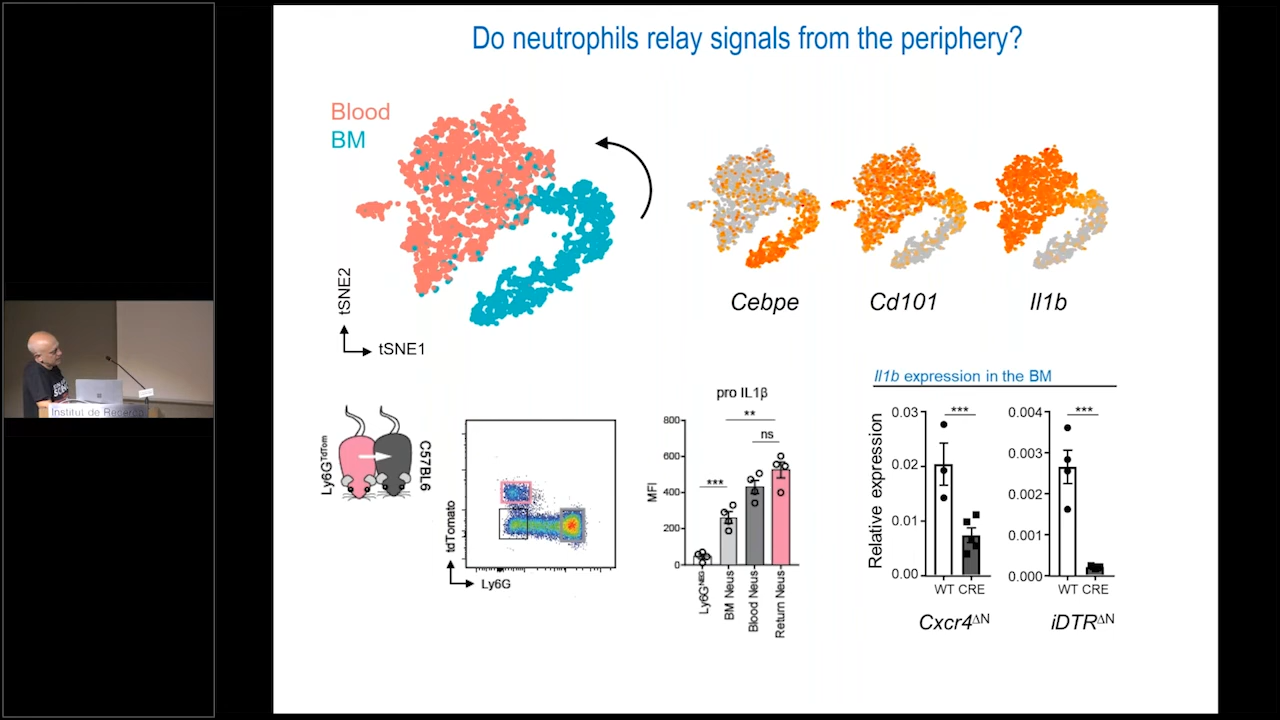 Do neutrophils relay signals from the periphery?
Blood
BM
tSNE2
tSNE1
Cebpe
Cd101
Il1b
Ly6GTdTom
C57BL6
tdTomato
Ly6G
pro IL1β
MFI
800
600
400
200
0
***
**
ns
Ly6GNEG
BM Neus
Blood Neus
Return Neus
Il1b expression in the BM
Relative expression
0.03
0.02
0.01
0.00
***
WT CRE
Cxcr4ΔN
0.004
0.003
0.002
0.001
0.000
***
WT CRE
iDTRΔN
Institut de Recerca